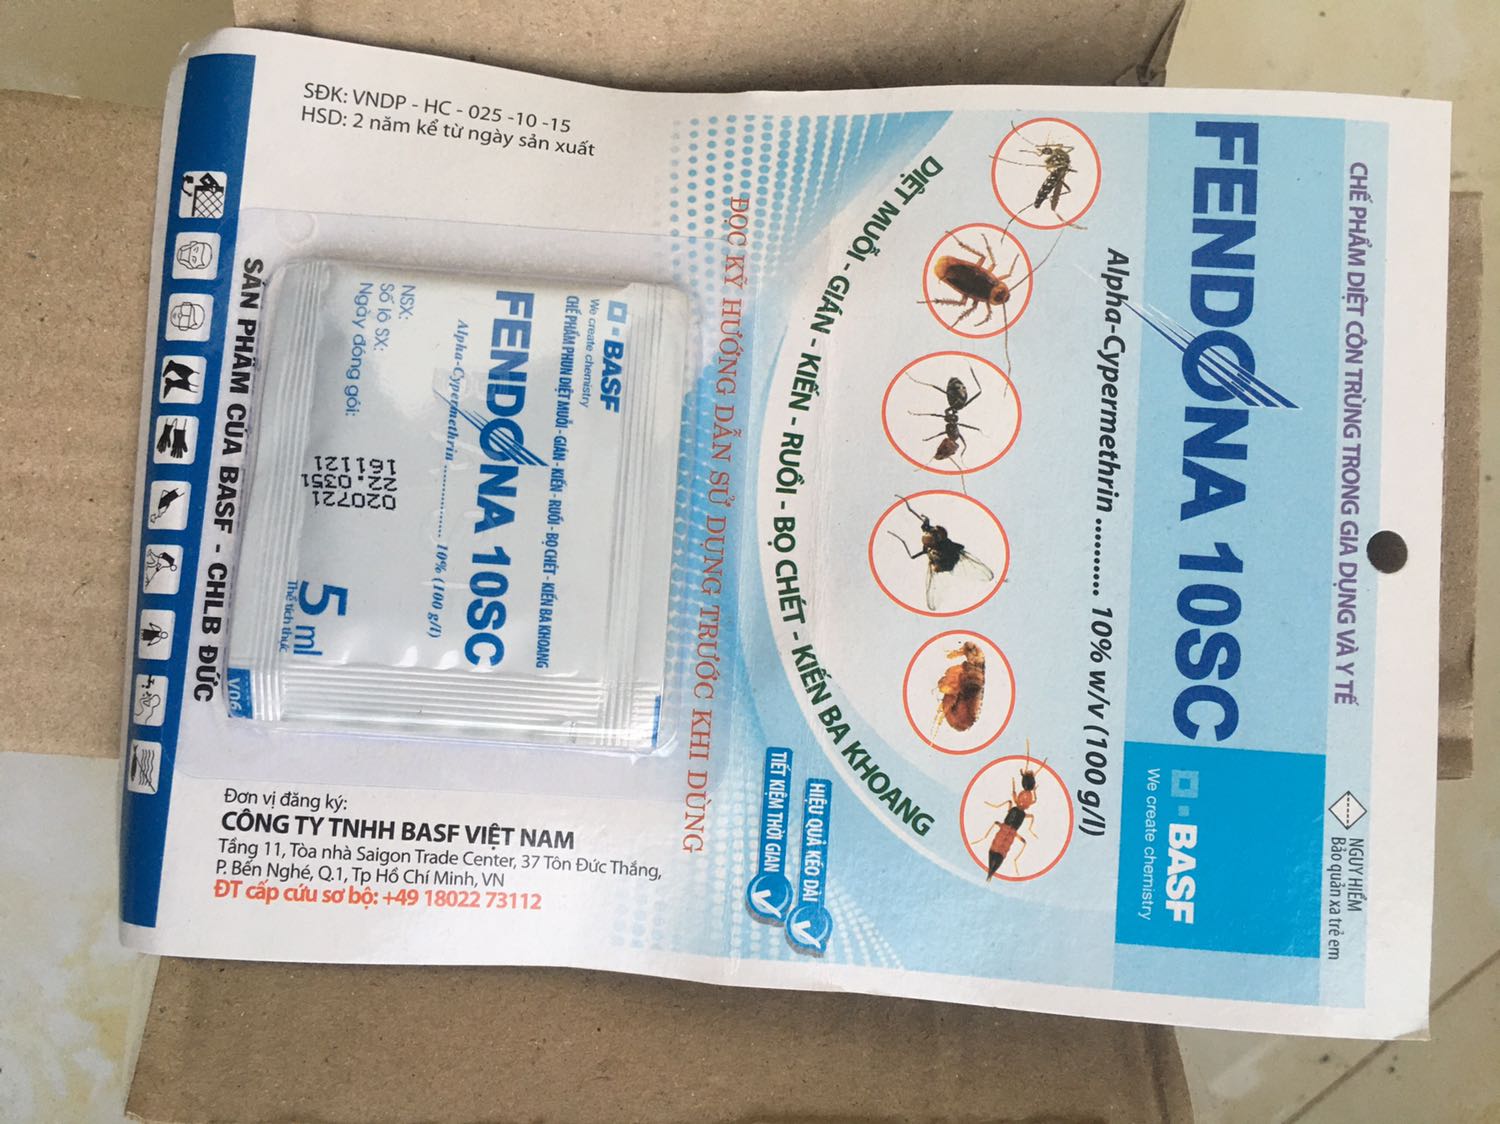 CHẾ PHẨM DIỆT CÔN TRÙNG TRONG GIA DỤNG VÀ Y TẾ
NGUY HIỂM
Bảo quản xa trẻ em
FENDONA 10SC
BASF
We create chemistry
Alpha-Cypermethrin .......... 10% w/v (100 g/l)
DIỆT MUỖI - GIÁN - KIẾN - RUỒI - BỌ CHÉT - KIẾN BA KHOANG
HIỆU QUẢ KÉO DÀI
TIẾT KIỆM THỜI GIAN
ĐỌC KỸ HƯỚNG DẪN SỬ DỤNG TRƯỚC KHI DÙNG
SĐK: VNDP - HC - 025 -10 -15
HSD: 2 năm kể từ ngày sản xuất
BASF
We create chemistry
CHẾ PHẨM PHUN DIỆT MUỖI - GIÁN - KIẾN - RUỒI - BỌ CHÉT - KIẾN BA KHOANG
FENDONA 10SC
Alpha-Cypermethrin .................. 10% (100 g/l)
NSX:
Số lô SX:
Ngày đóng gói:
020721
22.0351
161121
5 ml
Thể tích thực
V06
Đơn vị đăng ký:
CÔNG TY TNHH BASF VIỆT NAM
Tầng 11, Tòa nhà Saigon Trade Center, 37 Tôn Đức Thắng,
P. Bến Nghé, Q.1, Tp Hồ Chí Minh, VN
ĐT cấp cứu sơ bộ: +49 18022 73112
SẢN PHẨM CỦA BASF - CHLB ĐỨC